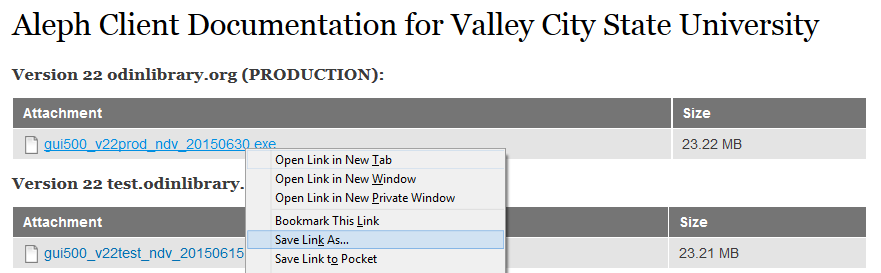 Aleph Client Documentation for Valley City State University
Version 22 odinlibrary.org (PRODUCTION):
Attachment Size
gui500_v22prod_ndv_20150630.exe 23.22 MB
Open Link in New Tab
Version 22 test.odinlibrary.
Open Link in New Window
Open Link in New Private Window
Bookmark This Link
Attachment Size
Save Link As...
gui500_v22test_ndv_20150615 23.21 MB
Save Link to Pocket